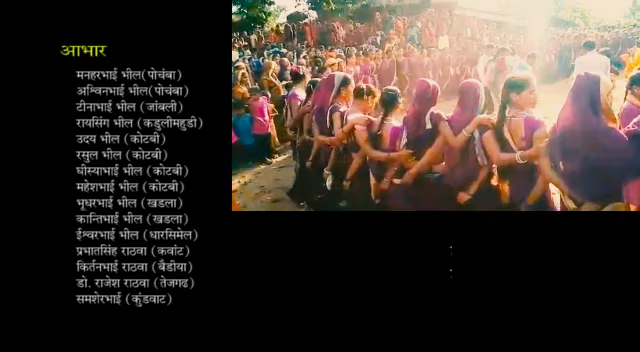 आभार
मनहरभाई भील(पोचंबा)
अश्विनभाई भील(पोचंबा)
टीनाभाई भील (जांबली)
रायसिंग भील (कडुलीमहुडी)
उदय भील (कोटबी)
रसुल भील (कोटबी)
घीस्याभाई भील (कोटबी)
महेशभाई भील (कोटबी)
भूधरभाई भील (खडला)
कान्तिभाई भील (खडला)
ईश्वरभाई भील (धारसिमेल)
प्रभातसिंह राठवा (कवांट)
किर्तनभाई राठवा (बैडीया)
डो. राजेश राठवा (तेजगढ)
समशेरभाई (कुंडवाट)